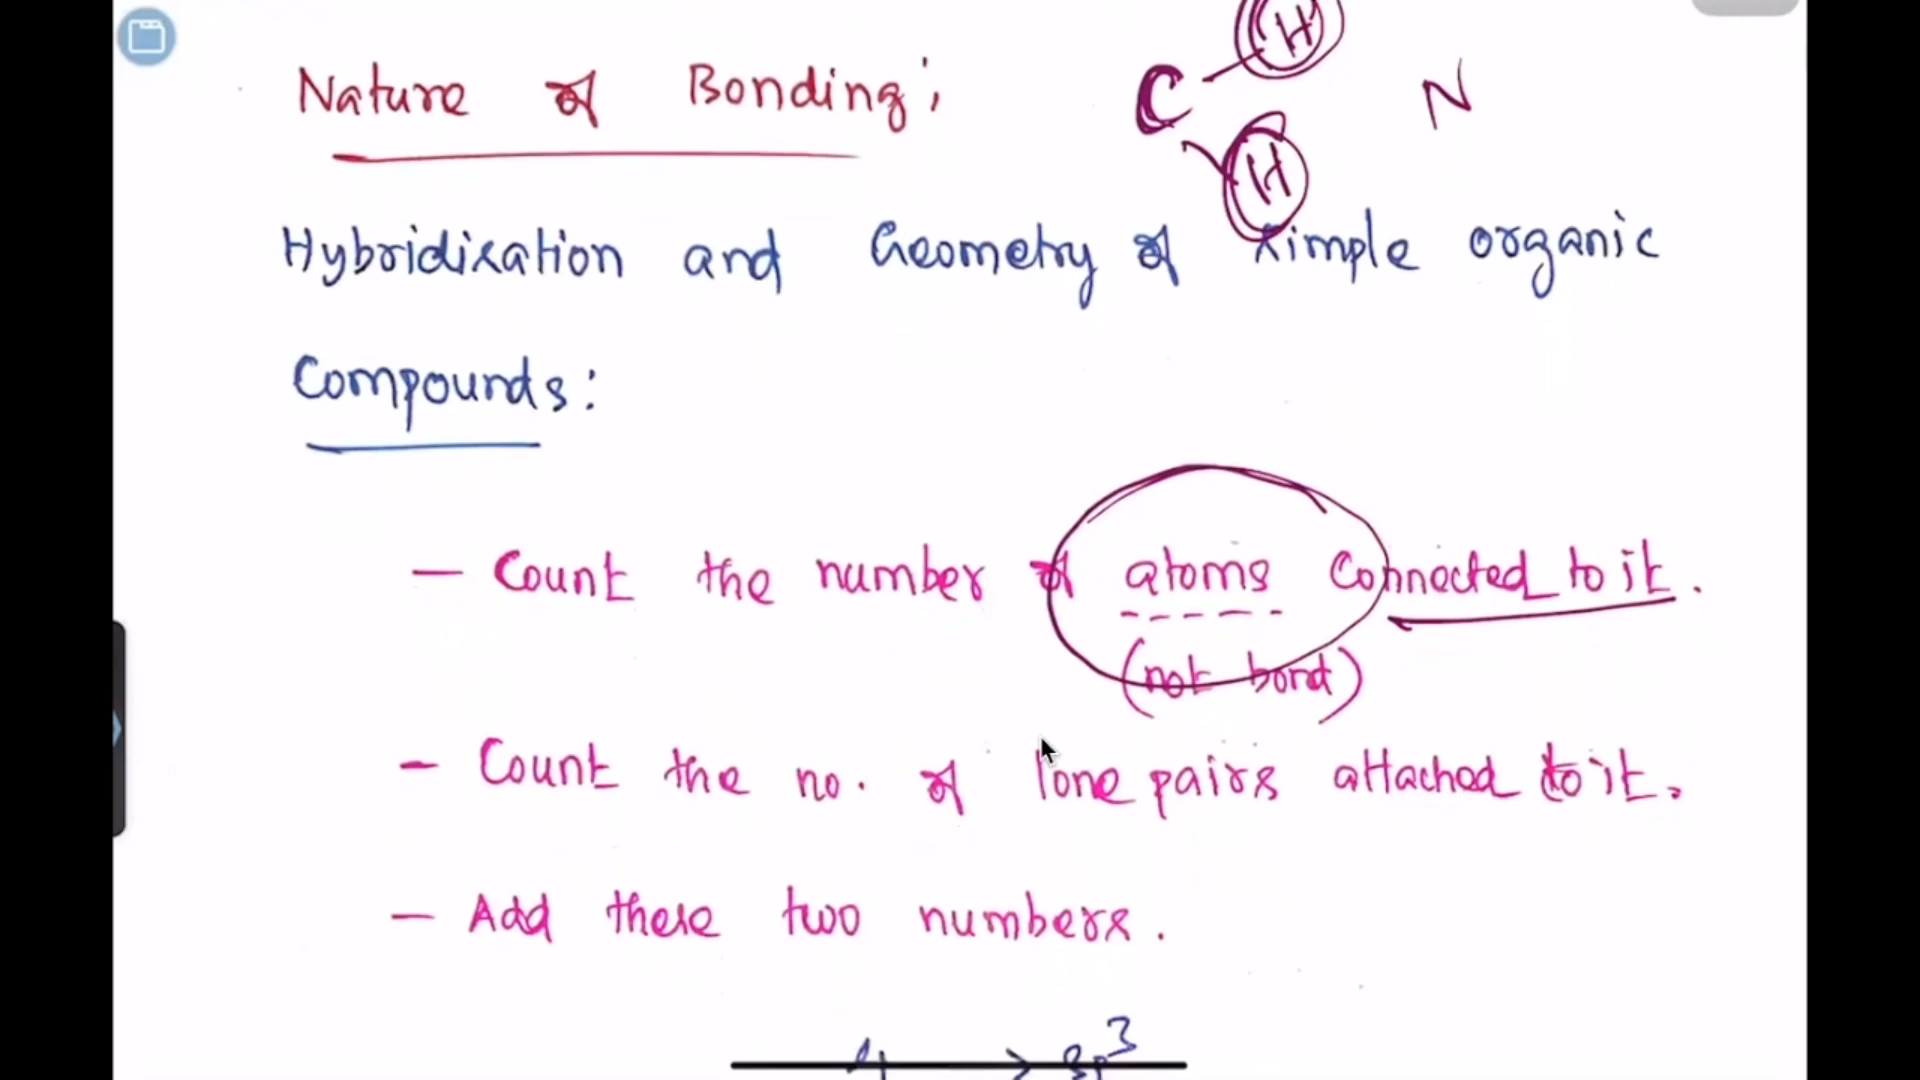 H
Nature of Bonding;
C
N
H
Hybridisation and Geometry of simple organic
Compounds:
– Count the number of atoms connected to it.
(not bond)
– Count the no. of lone pairs attached to it.
– Add these two numbers.
4 → sp³